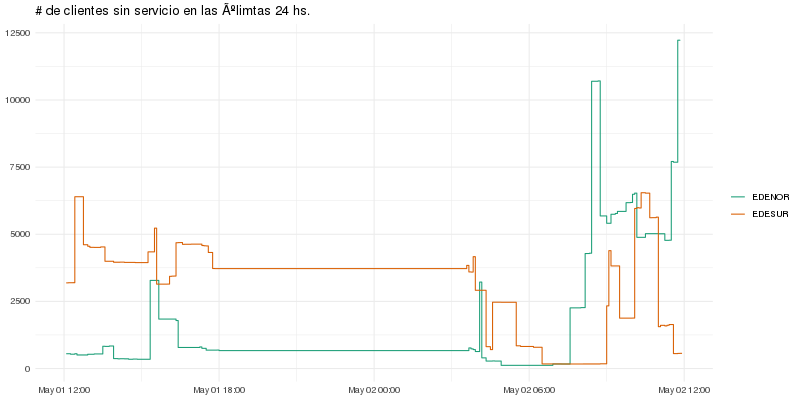 # de clientes sin servicio en las Ãºlimtas 24 hs.
12500
10000
7500
5000
2500
0
May 01 12:00
May 01 18:00
May 02 00:00
May 02 06:00
May 02 12:00
EDENOR
EDESUR